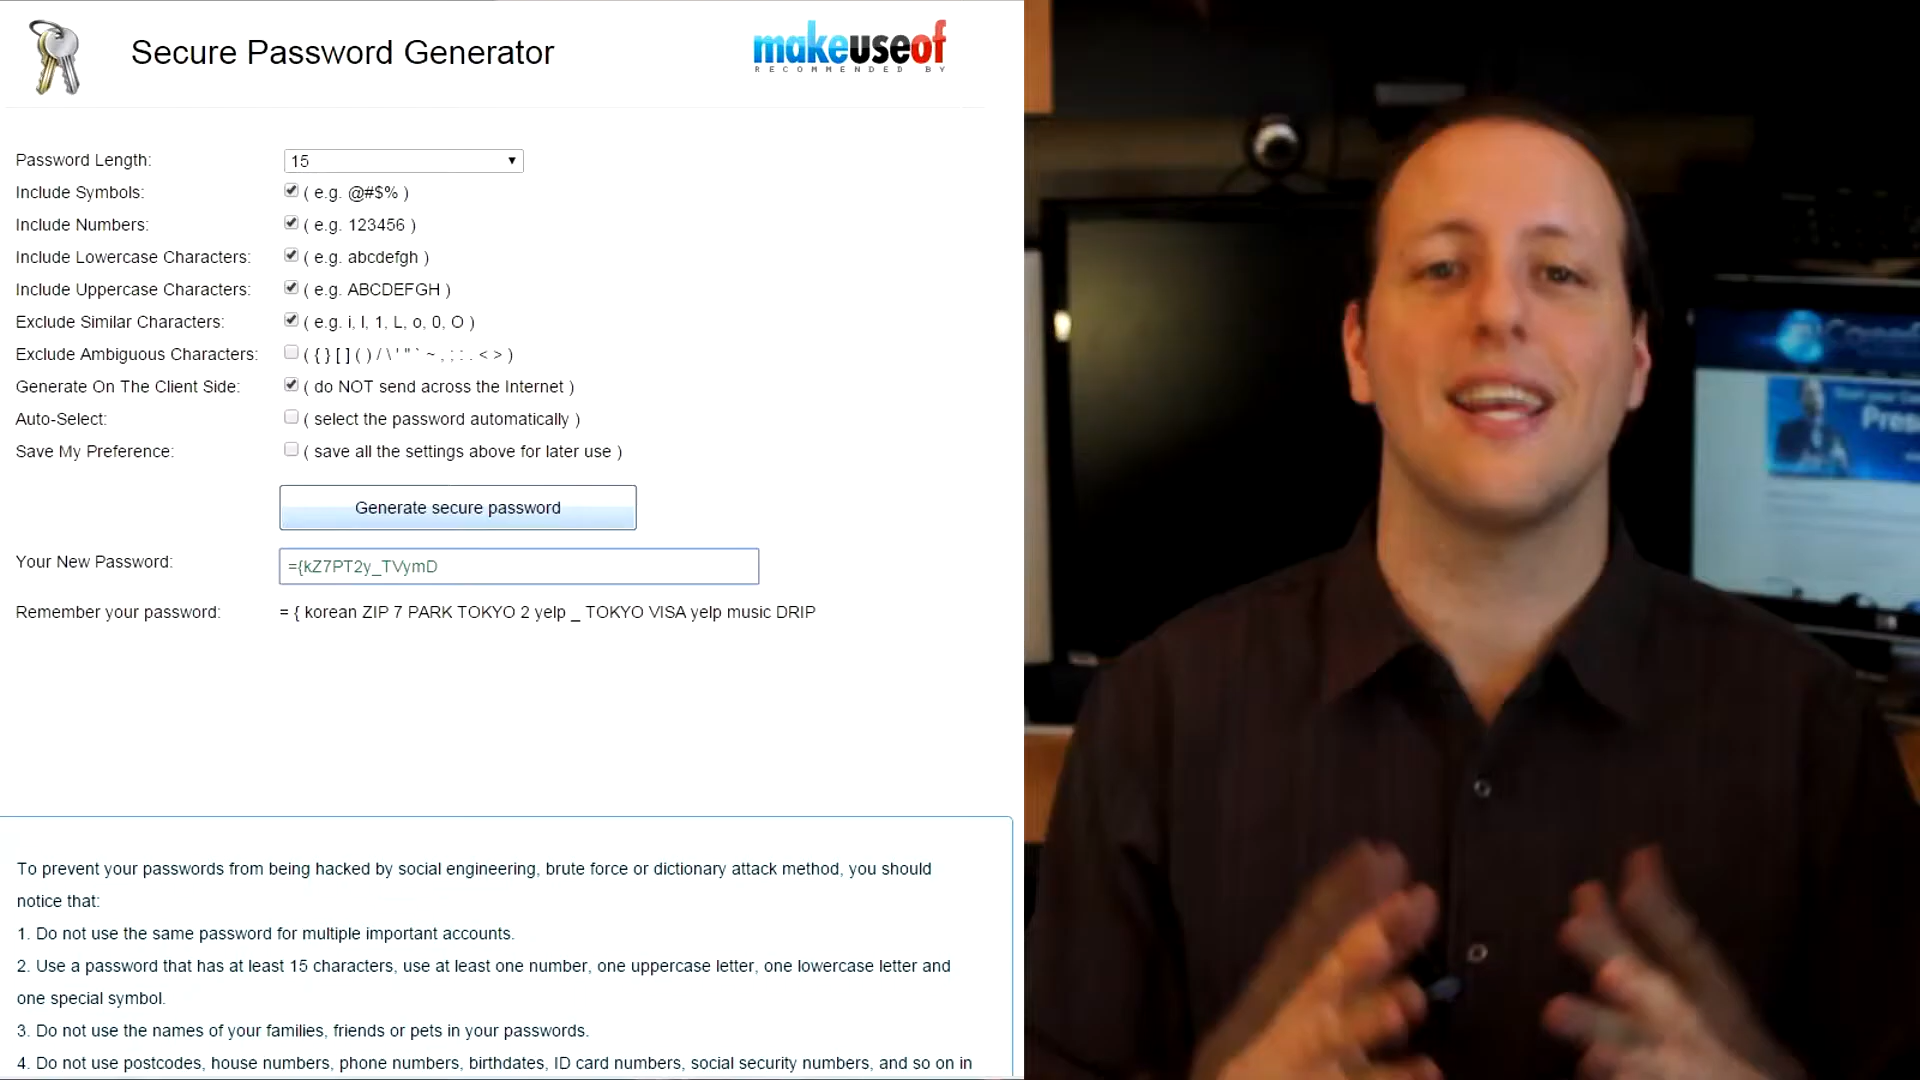 Secure Password Generator
makeuseof
RECOMMENDED BY
Password Length: 15
Include Symbols: ( e.g. @#$% )
Include Numbers: ( e.g. 123456 )
Include Lowercase Characters: ( e.g. abcdefgh )
Include Uppercase Characters: ( e.g. ABCDEFGH )
Exclude Similar Characters: ( e.g. i, l, 1, L, o, 0, O )
Exclude Ambiguous Characters: ( { } [ ] ( ) / \ ' " ` ~ , ; : . < > )
Generate On The Client Side: ( do NOT send across the Internet )
Auto-Select: ( select the password automatically )
Save My Preference: ( save all the settings above for later use )
Generate secure password
Your New Password: ={kZ7PT2y_TVymD
Remember your password: = { korean ZIP 7 PARK TOKYO 2 yelp _ TOKYO VISA yelp music DRIP
To prevent your passwords from being hacked by social engineering, brute force or dictionary attack method, you should
notice that:
1. Do not use the same password for multiple important accounts.
2. Use a password that has at least 15 characters, use at least one number, one uppercase letter, one lowercase letter and
one special symbol.
3. Do not use the names of your families, friends or pets in your passwords.
4. Do not use postcodes, house numbers, phone numbers, birthdates, ID card numbers, social security numbers, and so on in